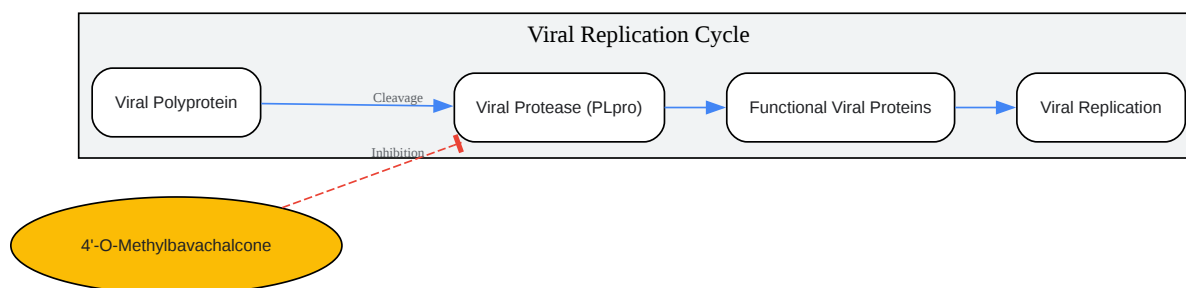 Viral Replication Cycle
Viral Polyprotein
Cleavage
Viral Protease (PLpro)
Functional Viral Proteins
Viral Replication
Inhibition
4'-O-Methylbavachalcone